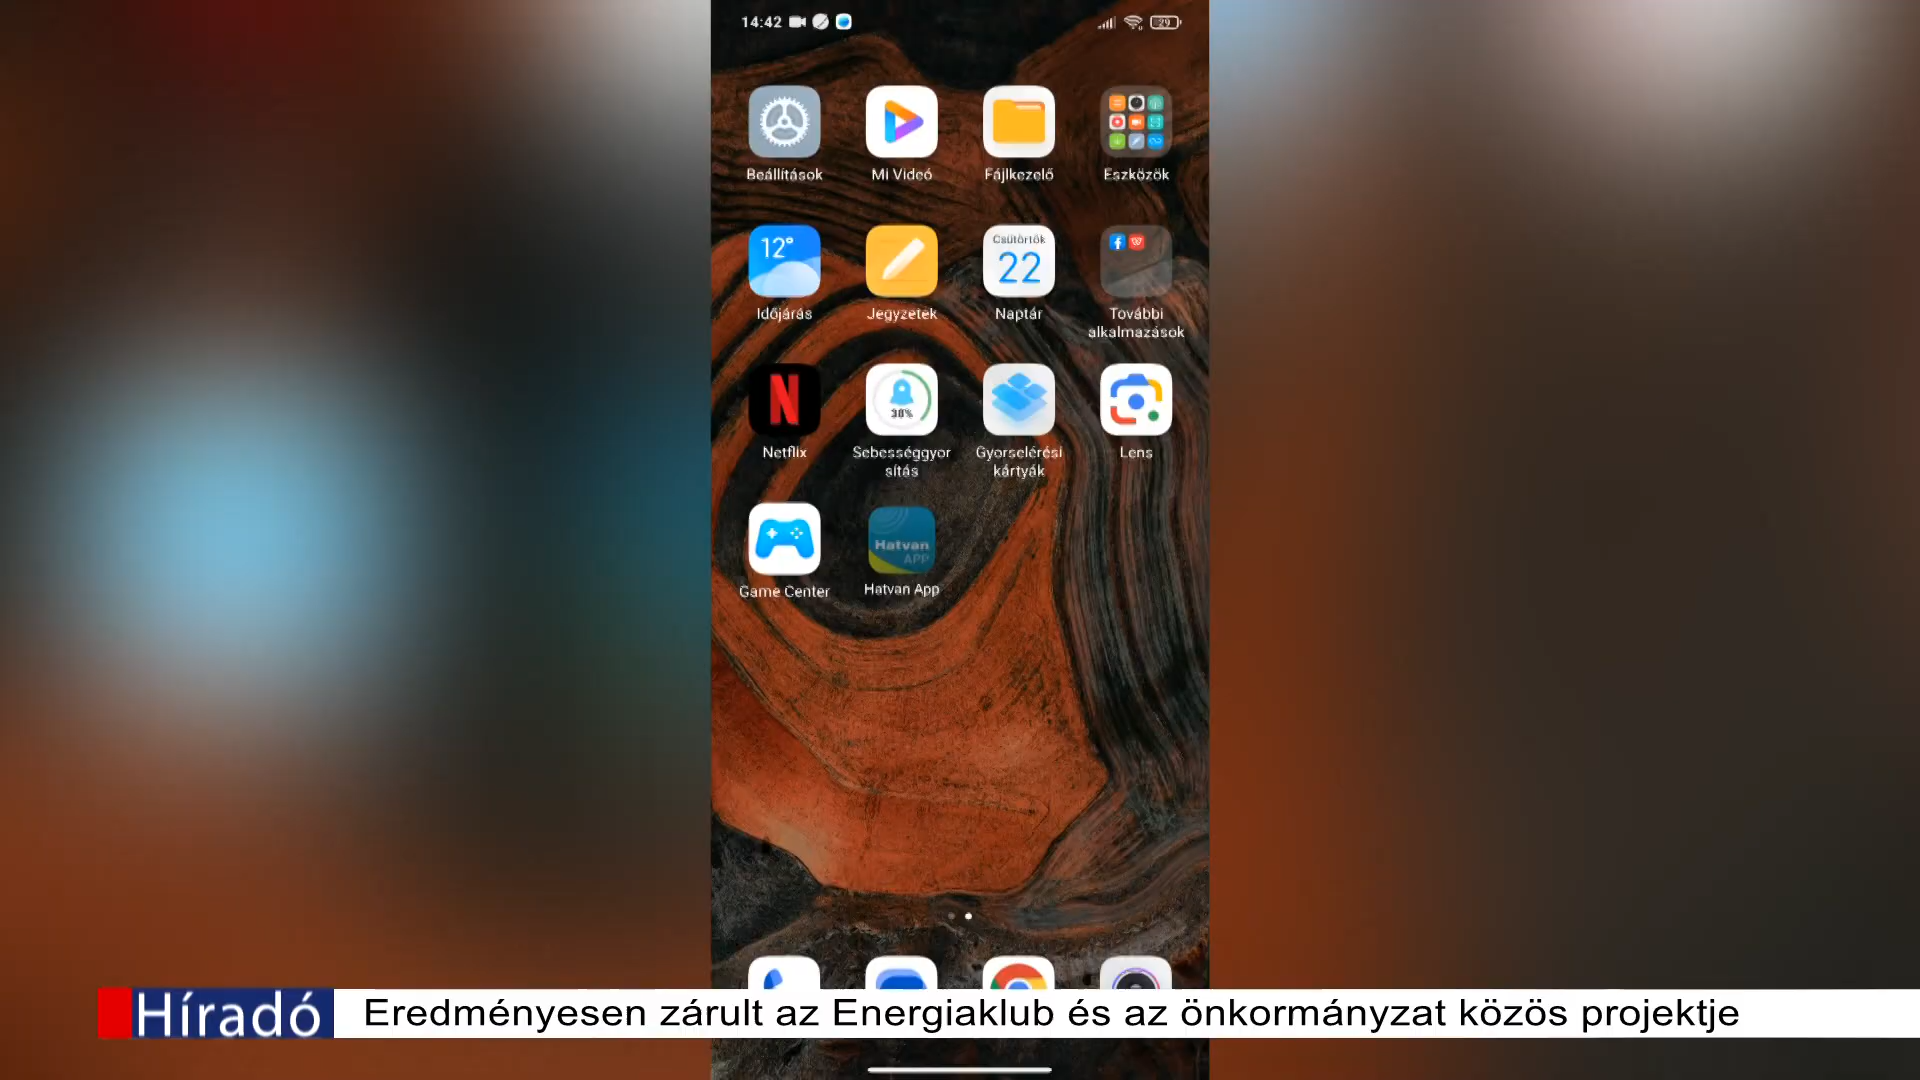 14:42
29
Beállítások
Mi Videó
Fájlkezelő
Eszközök
12°
Csütörtök
22
Időjárás
Jegyzetek
Naptár
További
alkalmazások
N
38%
Netflix
Sebességgyor
sítás
Gyorselérési
kártyák
Lens
Hatvan
APP
Game Center
Hatvan App
Híradó
Eredményesen zárult az Energiaklub és az önkormányzat közös projektje